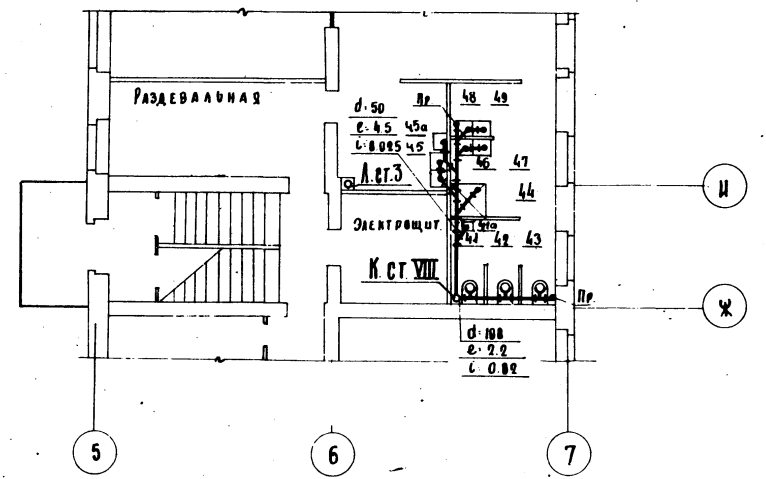 РАЗДЕВАЛЬНАЯ
Пр. 48 49
d=50
l=4.5 45а
i=0.025 45
46 47
Л.ст.3
44
ЭЛЕКТРОЩИТ.
41а
41 42 43
К.СТ.VIII
Пр.
d=100
l=2.2
i=0.02
И
Ж
5 6 7